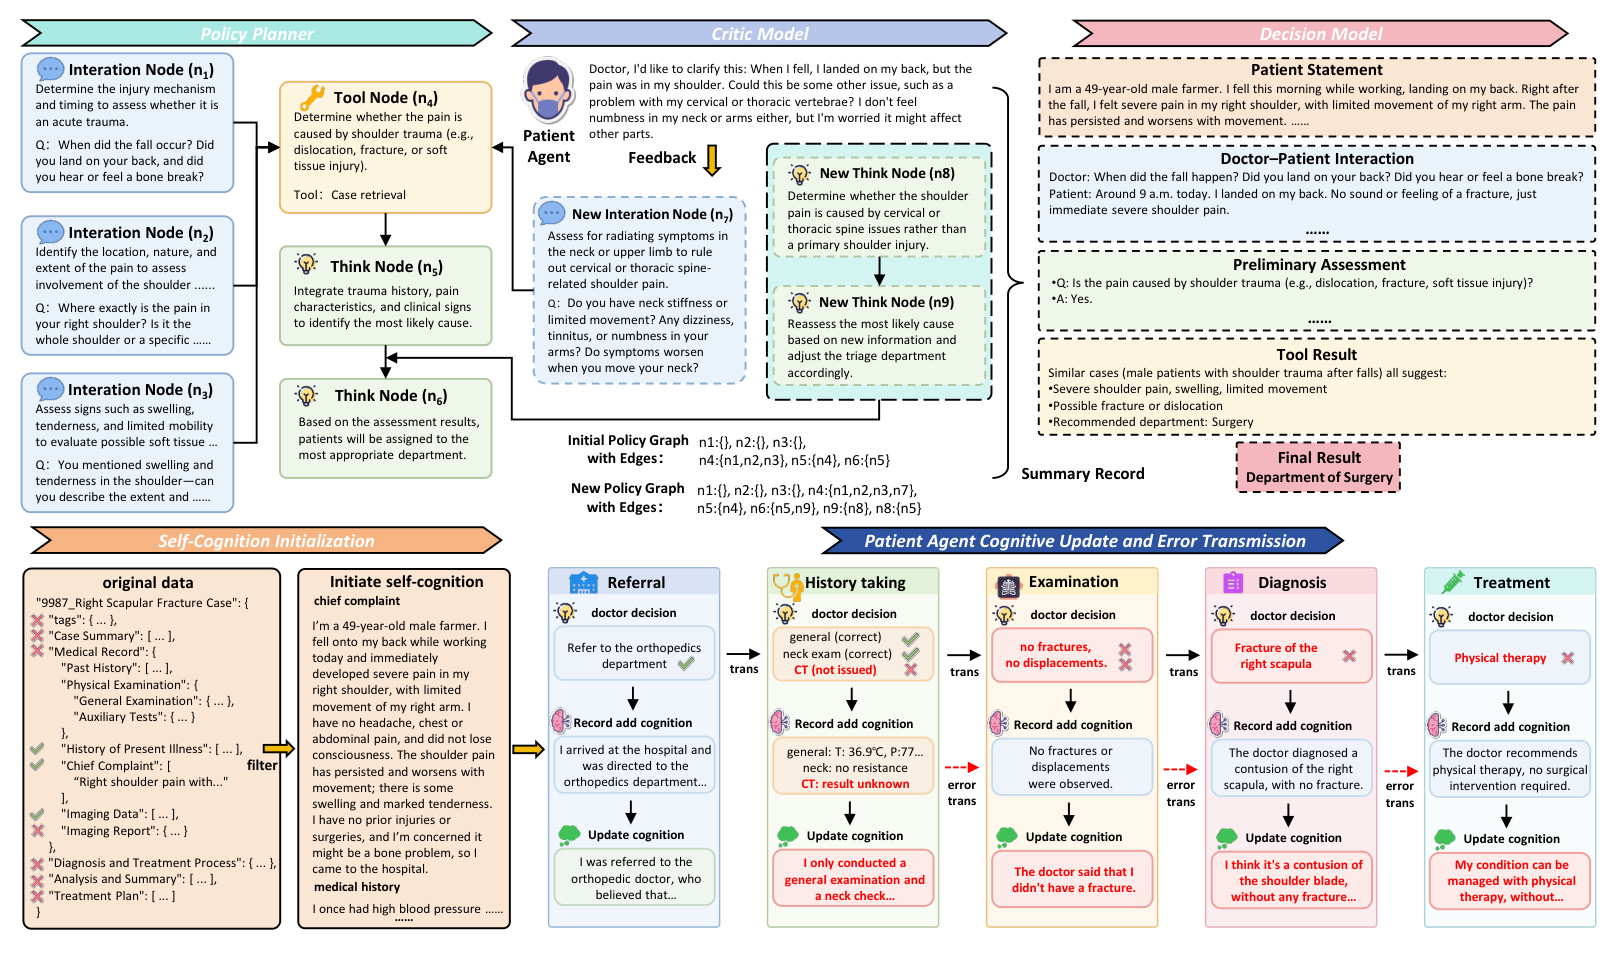 Policy Planner
Interation Node (n1)
Determine the injury mechanism
and timing to assess whether it is
an acute trauma.
Q: When did the fall occur? Did
you land on your back, and did
you hear or feel a bone break?
Interation Node (n2)
Identify the location, nature, and
extent of the pain to assess
involvement of the shoulder ......
Q: Where exactly is the pain in
your right shoulder? Is it the
whole shoulder or a specific ......
Interation Node (n3)
Assess signs such as swelling,
tenderness, and limited mobility
to evaluate possible soft tissue ...
Q: You mentioned swelling and
tenderness in the shoulder—can
you describe the extent and ......
Tool Node (n4)
Determine whether the pain is
caused by shoulder trauma (e.g.,
dislocation, fracture, or soft
tissue injury).
Tool: Case retrieval
Think Node (n5)
Integrate trauma history, pain
characteristics, and clinical signs
to identify the most likely cause.
Think Node (n6)
Based on the assessment results,
patients will be assigned to the
most appropriate department.
Critic Model
Patient
Agent
Doctor, I'd like to clarify this: When I fell, I landed on my back, but the
pain was in my shoulder. Could this be some other issue, such as a
problem with my cervical or thoracic vertebrae? I don't feel
numbness in my neck or arms either, but I'm worried it might affect
other parts.
Feedback
New Interation Node (n7)
Assess for radiating symptoms in
the neck or upper limb to rule
out cervical or thoracic spine-
related shoulder pain.
Q: Do you have neck stiffness or
limited movement? Any dizziness,
tinnitus, or numbness in your
arms? Do symptoms worsen
when you move your neck?
New Think Node (n8)
Determine whether the shoulder
pain is caused by cervical or
thoracic spine issues rather than
a primary shoulder injury.
New Think Node (n9)
Reassess the most likely cause
based on new information and
adjust the triage department
accordingly.
Initial Policy Graph
with Edges:
n1:{}, n2:{}, n3:{},
n4:{n1,n2,n3}, n5:{n4}, n6:{n5}
New Policy Graph
with Edges:
n1:{}, n2:{}, n3:{}, n4:{n1,n2,n3,n7},
n5:{n4}, n6:{n5,n9}, n9:{n8}, n8:{n5}
Summary Record
Decision Model
Patient Statement
I am a 49-year-old male farmer. I fell this morning while working, landing on my back. Right after
the fall, I felt severe pain in my right shoulder, with limited movement of my right arm. The pain
has persisted and worsens with movement. ......
Doctor–Patient Interaction
Doctor: When did the fall happen? Did you land on your back? Did you hear or feel a bone break?
Patient: Around 9 a.m. today. I landed on my back. No sound or feeling of a fracture, just
immediate severe shoulder pain.
......
Preliminary Assessment
•Q: Is the pain caused by shoulder trauma (e.g., dislocation, fracture, soft tissue injury)?
•A: Yes.
......
Tool Result
Similar cases (male patients with shoulder trauma after falls) all suggest:
•Severe shoulder pain, swelling, limited movement
•Possible fracture or dislocation
•Recommended department: Surgery
Final Result
Department of Surgery
Self-Cognition Initialization
original data
"9987_Right Scapular Fracture Case": {
"tags": { ... },
"Case Summary": [ ... ],
"Medical Record": {
"Past History": [ ... ],
"Physical Examination": {
"General Examination": { ... },
"Auxiliary Tests": { ... }
},
"History of Present Illness": [ ... ],
"Chief Complaint": [
"Right shoulder pain with..."
],
"Imaging Data": [ ... ],
"Imaging Report": { ... }
},
"Diagnosis and Treatment Process": { ... },
"Analysis and Summary": [ ... ],
"Treatment Plan": [ ... ]
}
filter
Initiate self-cognition
chief complaint
I'm a 49-year-old male farmer. I
fell onto my back while working
today and immediately
developed severe pain in my
right shoulder, with limited
movement of my right arm. I
have no headache, chest or
abdominal pain, and did not lose
consciousness. The shoulder pain
has persisted and worsens with
movement; there is some
swelling and marked tenderness.
I have no prior injuries or
surgeries, and I'm concerned it
might be a bone problem, so I
came to the hospital.
medical history
I once had high blood pressure ......
......
Patient Agent Cognitive Update and Error Transmission
Referral
doctor decision
Refer to the orthopedics
department
Record add cognition
I arrived at the hospital and
was directed to the
orthopedics department...
Update cognition
I was referred to the
orthopedic doctor, who
believed that...
trans
History taking
doctor decision
general (correct)
neck exam (correct)
CT (not issued)
Record add cognition
general: T: 36.9℃, P:77...
neck: no resistance
CT: result unknown
Update cognition
I only conducted a
general examination and
a neck check...
trans
error
trans
Examination
doctor decision
no fractures,
no displacements.
Record add cognition
No fractures or
displacements
were observed.
Update cognition
The doctor said that I
didn't have a fracture.
trans
error
trans
Diagnosis
doctor decision
Fracture of the
right scapula
Record add cognition
The doctor diagnosed a
contusion of the right
scapula, with no fracture.
Update cognition
I think it's a contusion of
the shoulder blade,
without any fracture...
trans
error
trans
Treatment
doctor decision
Physical therapy
Record add cognition
The doctor recommends
physical therapy, no surgical
intervention required.
Update cognition
My condition can be
managed with physical
therapy, without...